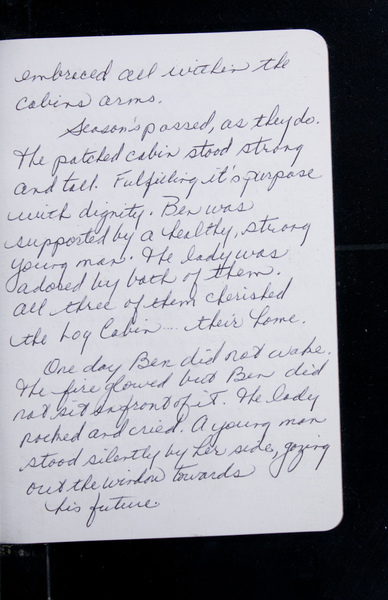 embraced all within the
cabins arms.
Season's passed, as they do.
The patched cabin stood strong
and tall. Fulfilling it's purpose
with dignity. Ben was
supported by a healthy, strong
young man. The lady was
adored by both of them.
All three of them cherished
the Log Cabin.... their home.
One day Ben did not wake.
The fire glowed but Ben did
not sit in front of it. The lady
rocked and cried. A young man
stood silently by her side, gazing
out the window towards
his future.